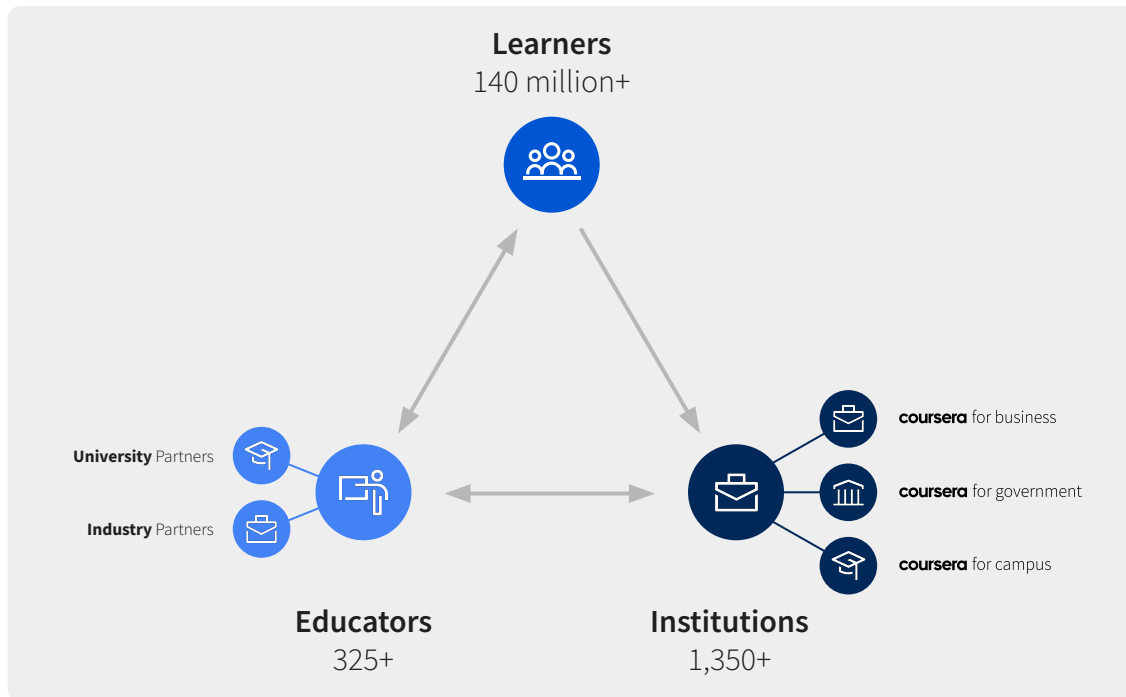 Learners
140 million+
University Partners
Industry Partners
coursera for business
coursera for government
coursera for campus
Educators
325+
Institutions
1,350+